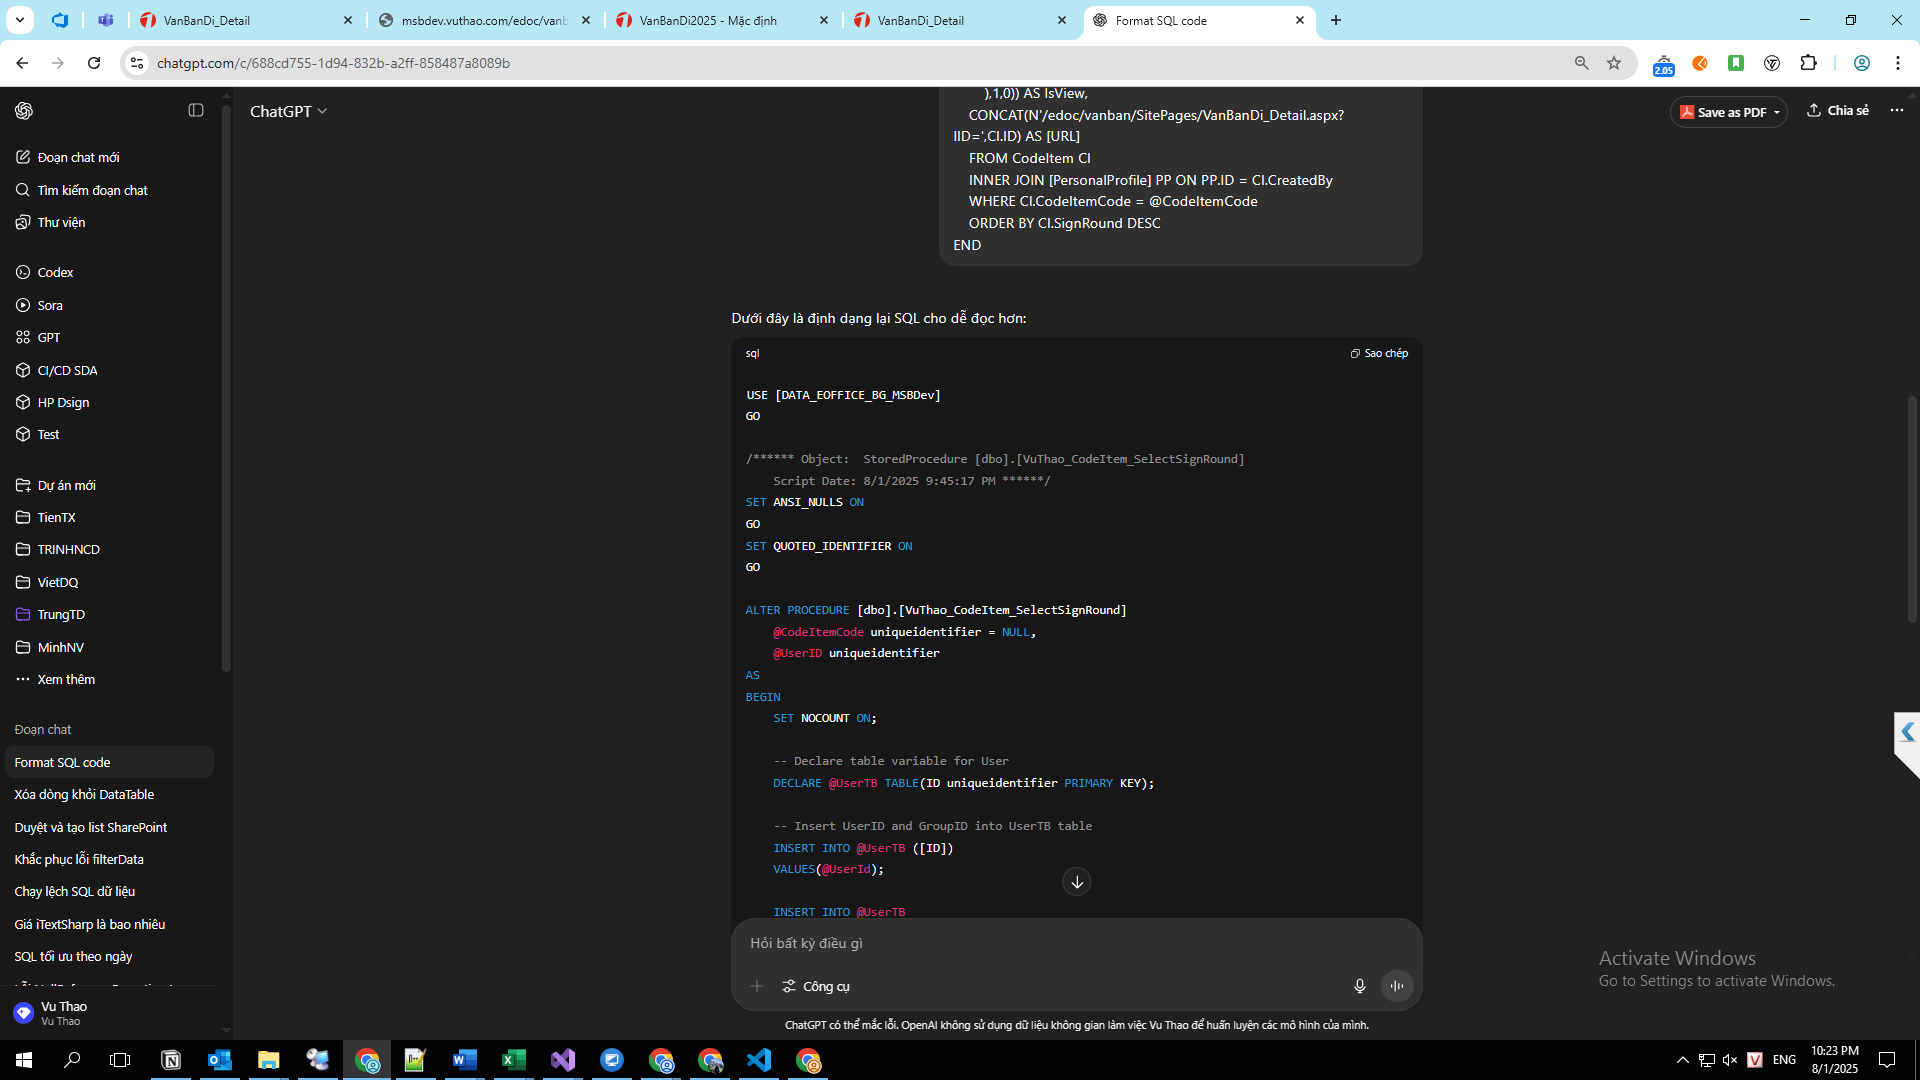 VanBanDi_Detail
msbdev.vuthao.com/edoc/vanb
VanBanDi2025 - Mặc định
VanBanDi_Detail
Format SQL code
chatgpt.com/c/688cd755-1d94-832b-a2ff-858487a8089b
2.05
ChatGPT
Save as PDF
Chia sẻ
Đoạn chat mới
Tìm kiếm đoạn chat
Thư viện
Codex
Sora
GPT
CI/CD SDA
HP Dsign
Test
Dự án mới
TienTX
TRINHNCD
VietDQ
TrungTD
MinhNV
Xem thêm
Đoạn chat
Format SQL code
Xóa dòng khỏi DataTable
Duyệt và tạo list SharePoint
Khắc phục lỗi filterData
Chạy lệch SQL dữ liệu
Giá iTextSharp là bao nhiêu
SQL tối ưu theo ngày
Vu Thao
Vu Thao
),1,0)) AS IsView,
CONCAT(N'/edoc/vanban/SitePages/VanBanDi_Detail.aspx?
IID=',CI.ID) AS [URL]
FROM CodeItem CI
INNER JOIN [PersonalProfile] PP ON PP.ID = CI.CreatedBy
WHERE CI.CodeItemCode = @CodeItemCode
ORDER BY CI.SignRound DESC
END
Dưới đây là định dạng lại SQL cho dễ đọc hơn:
sql
Sao chép
USE [DATA_EOFFICE_BG_MSBDev]
GO
/****** Object:  StoredProcedure [dbo].[VuThao_CodeItem_SelectSignRound]
Script Date: 8/1/2025 9:45:17 PM ******/
SET ANSI_NULLS ON
GO
SET QUOTED_IDENTIFIER ON
GO
ALTER PROCEDURE [dbo].[VuThao_CodeItem_SelectSignRound]
@CodeItemCode uniqueidentifier = NULL,
@UserID uniqueidentifier
AS
BEGIN
SET NOCOUNT ON;
-- Declare table variable for User
DECLARE @UserTB TABLE(ID uniqueidentifier PRIMARY KEY);
-- Insert UserID and GroupID into UserTB table
INSERT INTO @UserTB ([ID])
VALUES(@UserId);
INSERT INTO @UserTB
Hỏi bất kỳ điều gì
Công cụ
ChatGPT có thể mắc lỗi. OpenAI không sử dụng dữ liệu không gian làm việc Vu Thao để huấn luyện các mô hình của mình.
Activate Windows
Go to Settings to activate Windows.
ENG
10:23 PM
8/1/2025